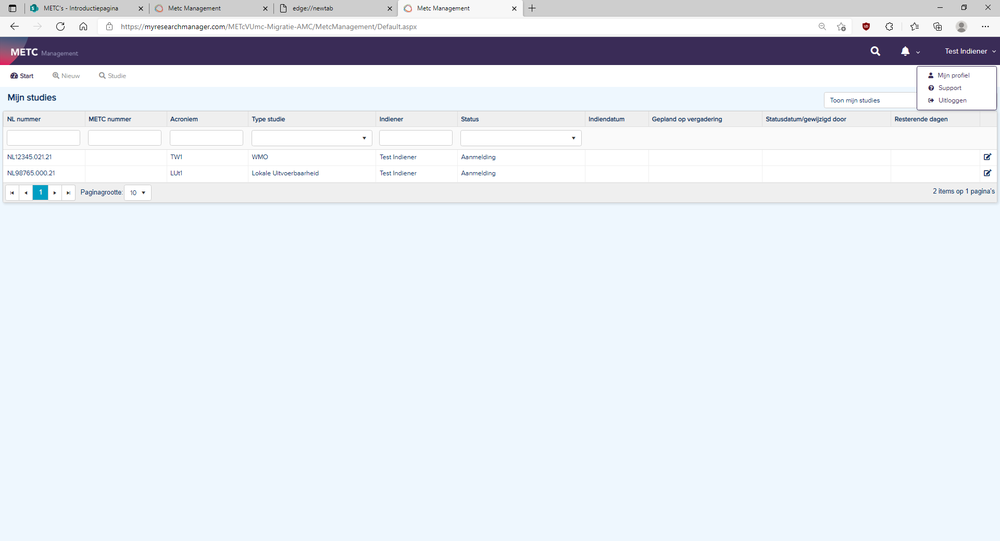 METC's - Introductiepagina
Metc Management
edge://newtab
Metc Management
https://myresearchmanager.com/METcVUmc-Migratie-AMC/MetcManagement/Default.aspx
METC Management
Test Indiener
Start
Nieuw
Studie
Mijn profiel
Support
Uitloggen
Mijn studies
Toon mijn studies
NL nummer METC nummer Acroniem Type studie Indiener Status Indiendatum Gepland op vergadering Statusdatum/gewijzigd door Resterende dagen
NL12345.021.21 TW1 WMO Test Indiener Aanmelding
NL98765.000.21 LUt1 Lokale Uitvoerbaarheid Test Indiener Aanmelding
1 Paginagrootte: 10 2 items op 1 pagina's